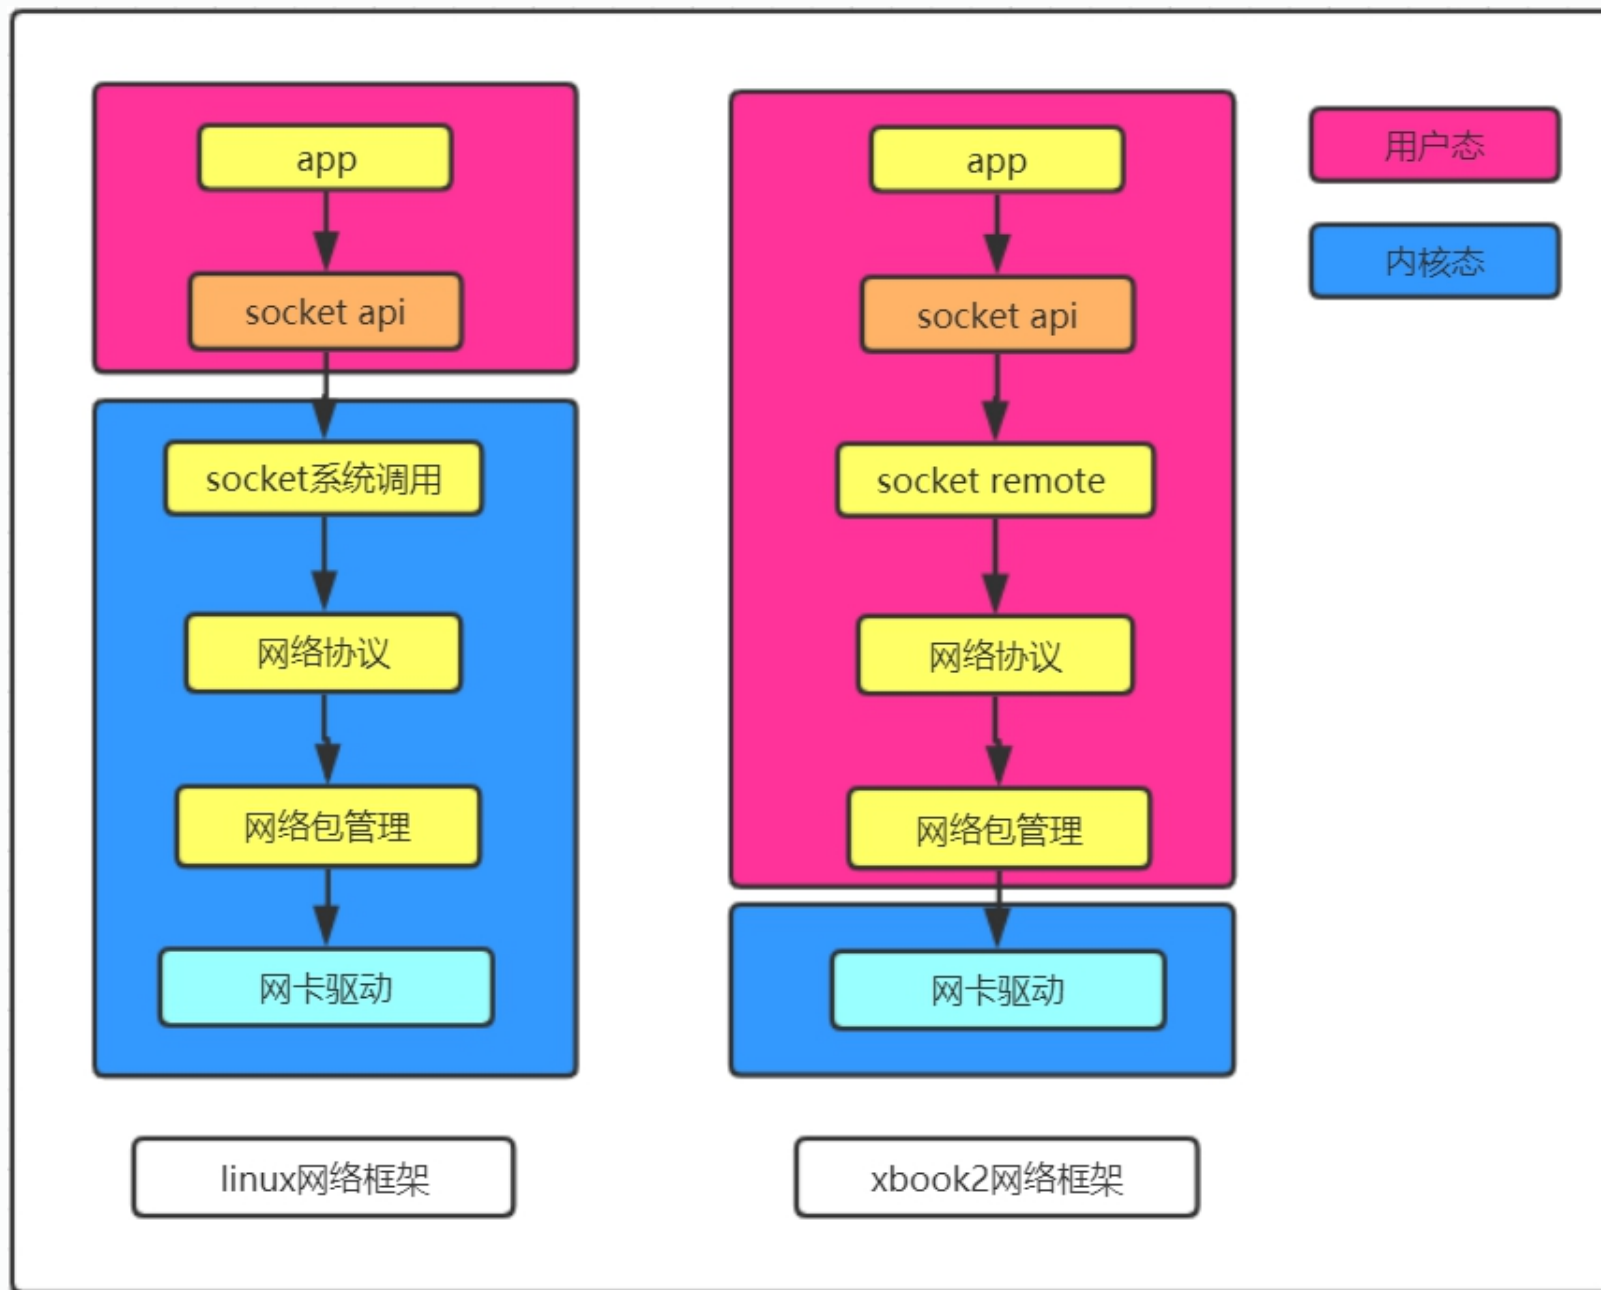 app
socket api
socket系统调用
网络协议
网络包管理
网卡驱动
linux网络框架
app
socket api
socket remote
网络协议
网络包管理
网卡驱动
xbook2网络框架
用户态
内核态